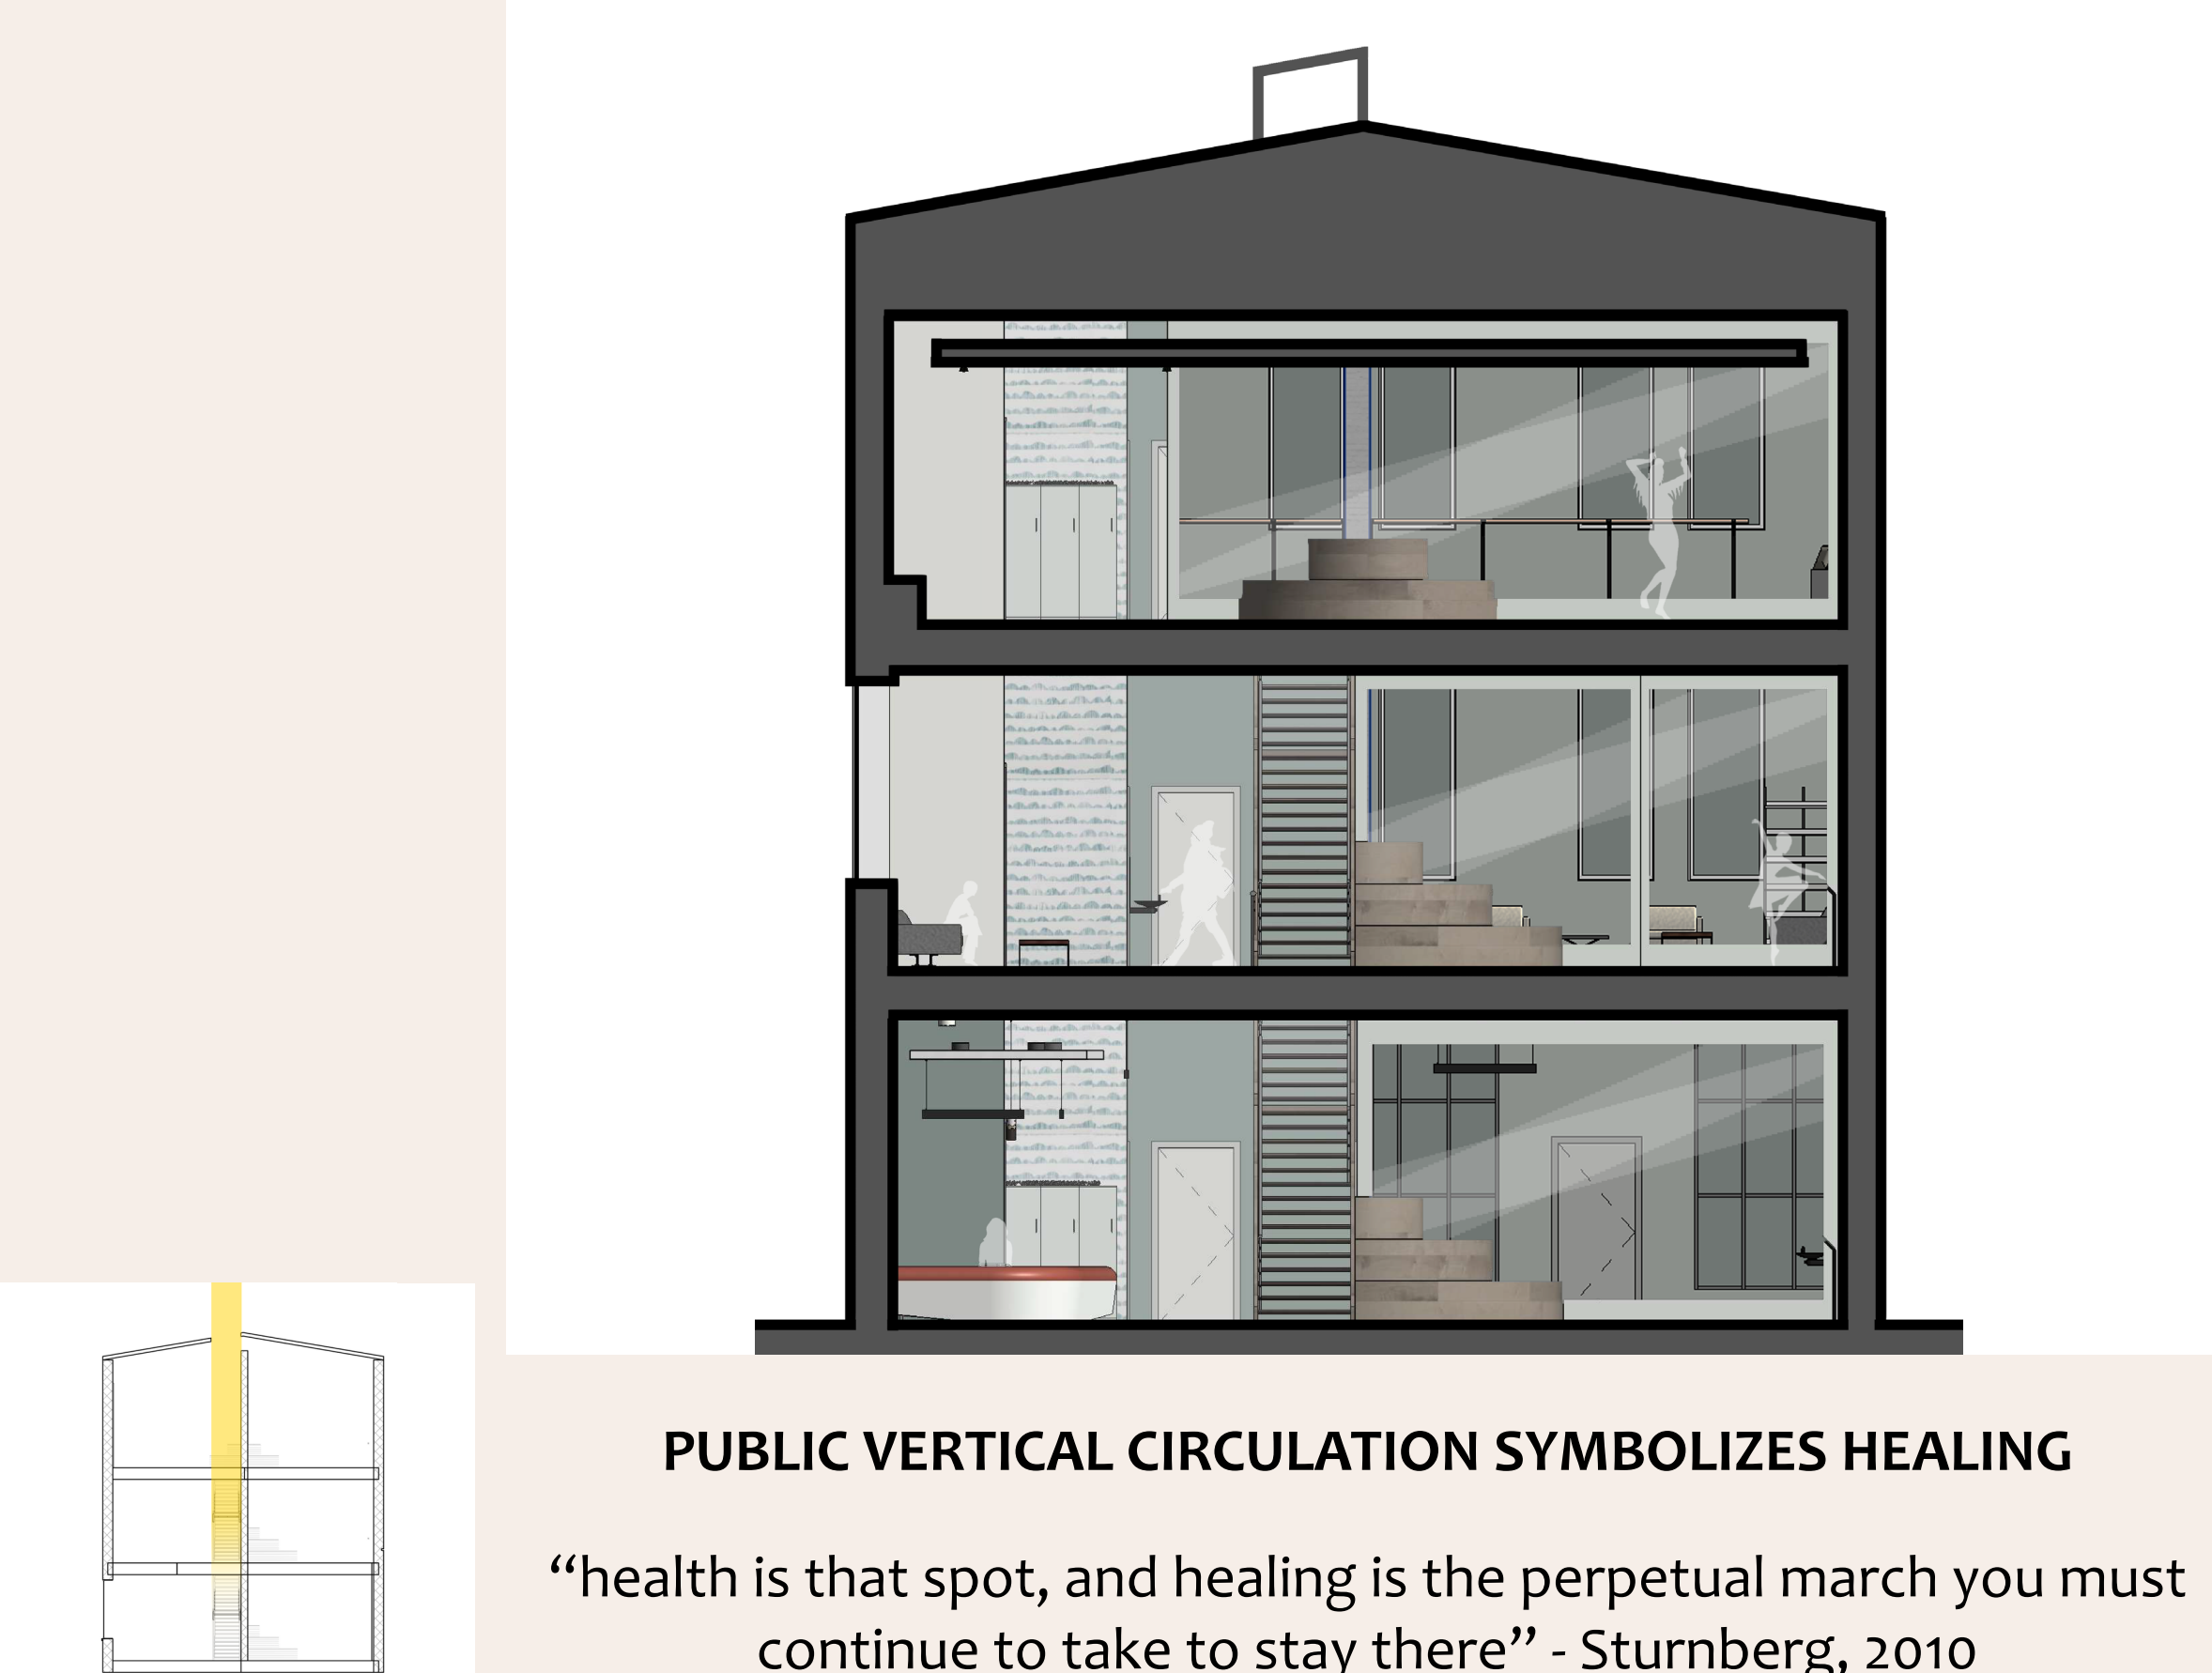 PUBLIC VERTICAL CIRCULATION SYMBOLIZES HEALING
“health is that spot, and healing is the perpetual march you must
continue to take to stay there” - Sturnberg, 2010